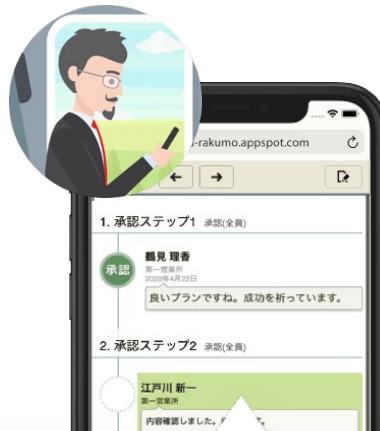 -rakumo.appspot.com
1. 承認ステップ1 承認(全員)
承認
鶴見 理香
第一営業所
2020年4月22日
良いプランですね。成功を祈っています。
2. 承認ステップ2 承認(全員)
江戸川 新一
第一営業所
内容確認しました。